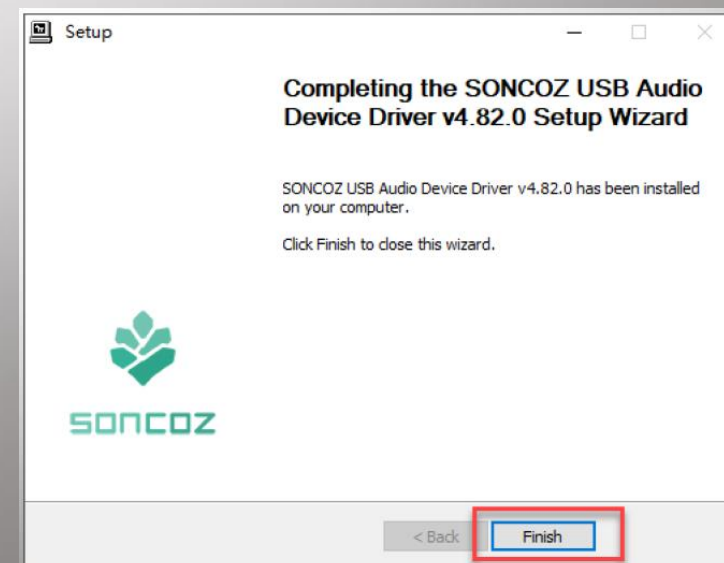 Setup
Completing the SONCOZ USB Audio
Device Driver v4.82.0 Setup Wizard
SONCOZ USB Audio Device Driver v4.82.0 has been installed
on your computer.
Click Finish to close this wizard.
SONCOZ
< Back
Finish